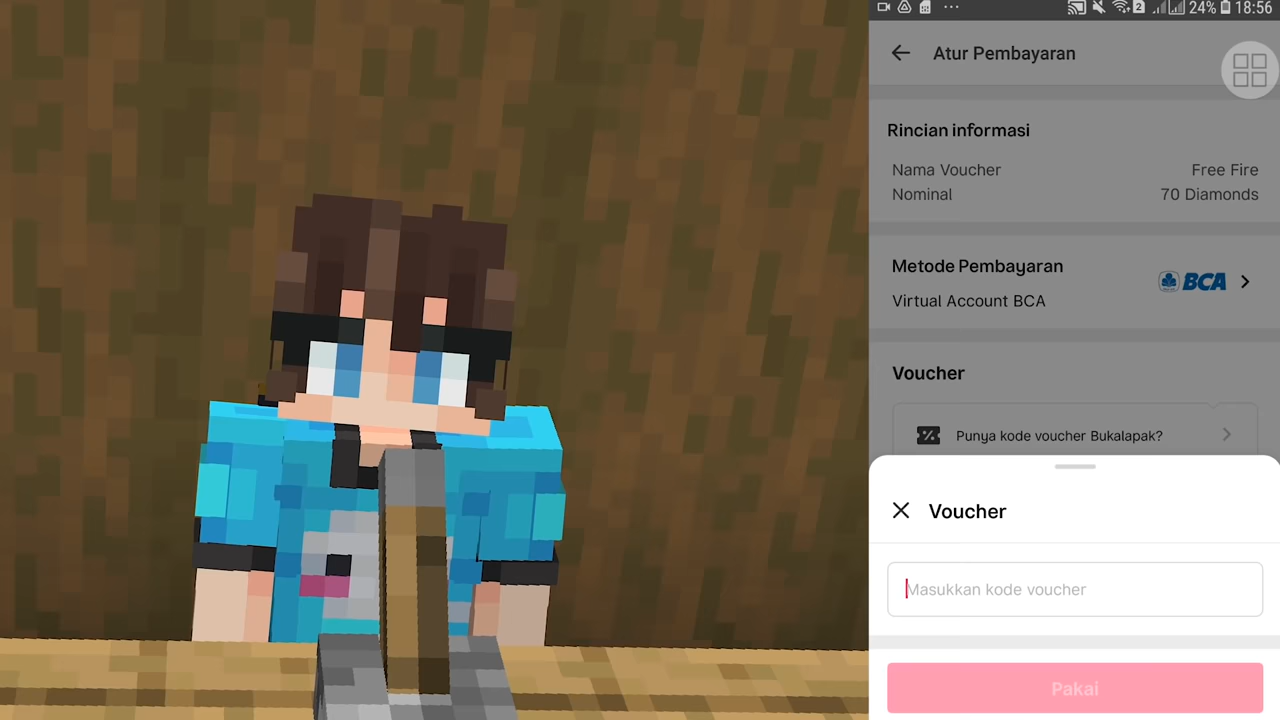 2 24% 18:56
Atur Pembayaran
Rincian informasi
Nama Voucher Free Fire
Nominal 70 Diamonds
Metode Pembayaran
BCA
Virtual Account BCA
Voucher
Punya kode voucher Bukalapak?
Voucher
Masukkan kode voucher
Pakai